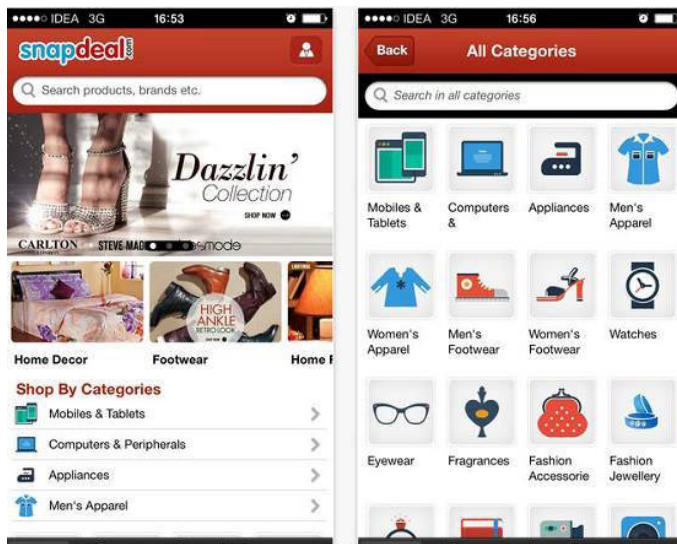 IDEA 3G 16:53
snapdeal.com
Search products, brands etc.
Dazzlin'
Collection
SHOP NOW
CARLTON
STEVE MAD
mode
HIGH
ANKLE
RETRO LOOK
Home Decor
Footwear
Home F
Shop By Categories
Mobiles & Tablets
Computers & Peripherals
Appliances
Men's Apparel
IDEA 3G 16:56
Back
All Categories
Search in all categories
Mobiles &
Tablets
Computers
&
Appliances
Men's
Apparel
Women's
Apparel
Men's
Footwear
Women's
Footwear
Watches
Eyewear
Fragrances
Fashion
Accessorie
Fashion
Jewellery